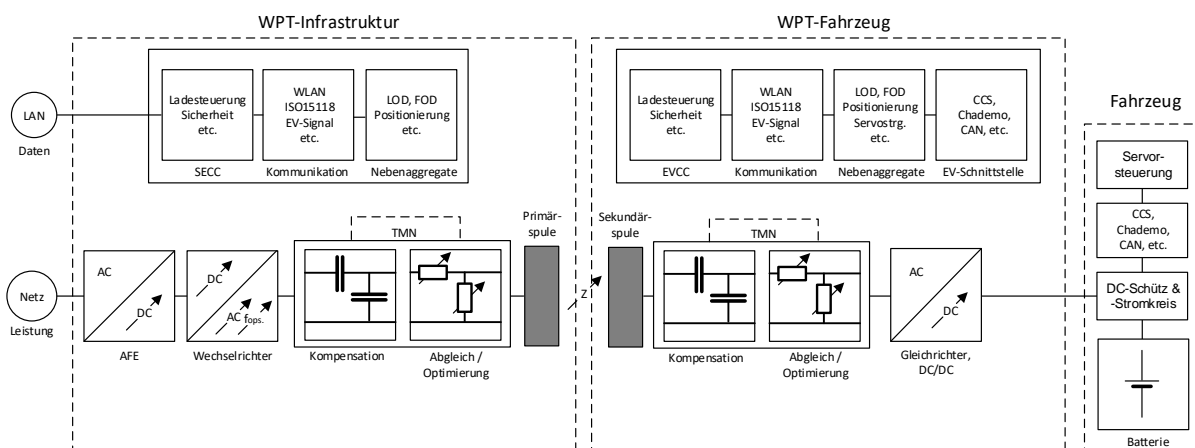 WPT-Infrastruktur
WPT-Fahrzeug
Fahrzeug
LAN
Daten
Ladesteuerung
Sicherheit
etc.
SECC
WLAN
ISO15118
EV-Signal
etc.
Kommunikation
LOD, FOD
Positionierung
etc.
Nebenaggregate
Ladesteuerung
Sicherheit
etc.
EVCC
WLAN
ISO15118
EV-Signal
etc.
Kommunikation
LOD, FOD
Positionierung
Servostrg.
etc.
Nebenaggregate
CCS,
Chademo,
CAN, etc.
EV-Schnittstelle
Servor-
steuerung
CCS,
Chademo,
CAN, etc.
DC-Schütz &
-Stromkreis
Batterie
Netz
Leistung
AC
DC
AFE
DC
AC fops.
Wechselrichter
TMN
Kompensation
Abgleich /
Optimierung
Primär-
spule
Z
Sekundär-
spule
TMN
Kompensation
Abgleich /
Optimierung
AC
DC
Gleichrichter,
DC/DC